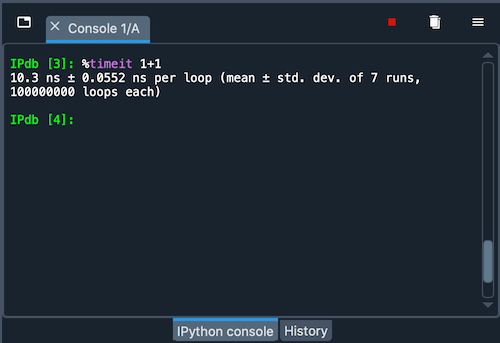 Console 1/A
IPdb [3]: %timeit 1+1
10.3 ns ± 0.0552 ns per loop (mean ± std. dev. of 7 runs,
100000000 loops each)
IPdb [4]:
IPython console History